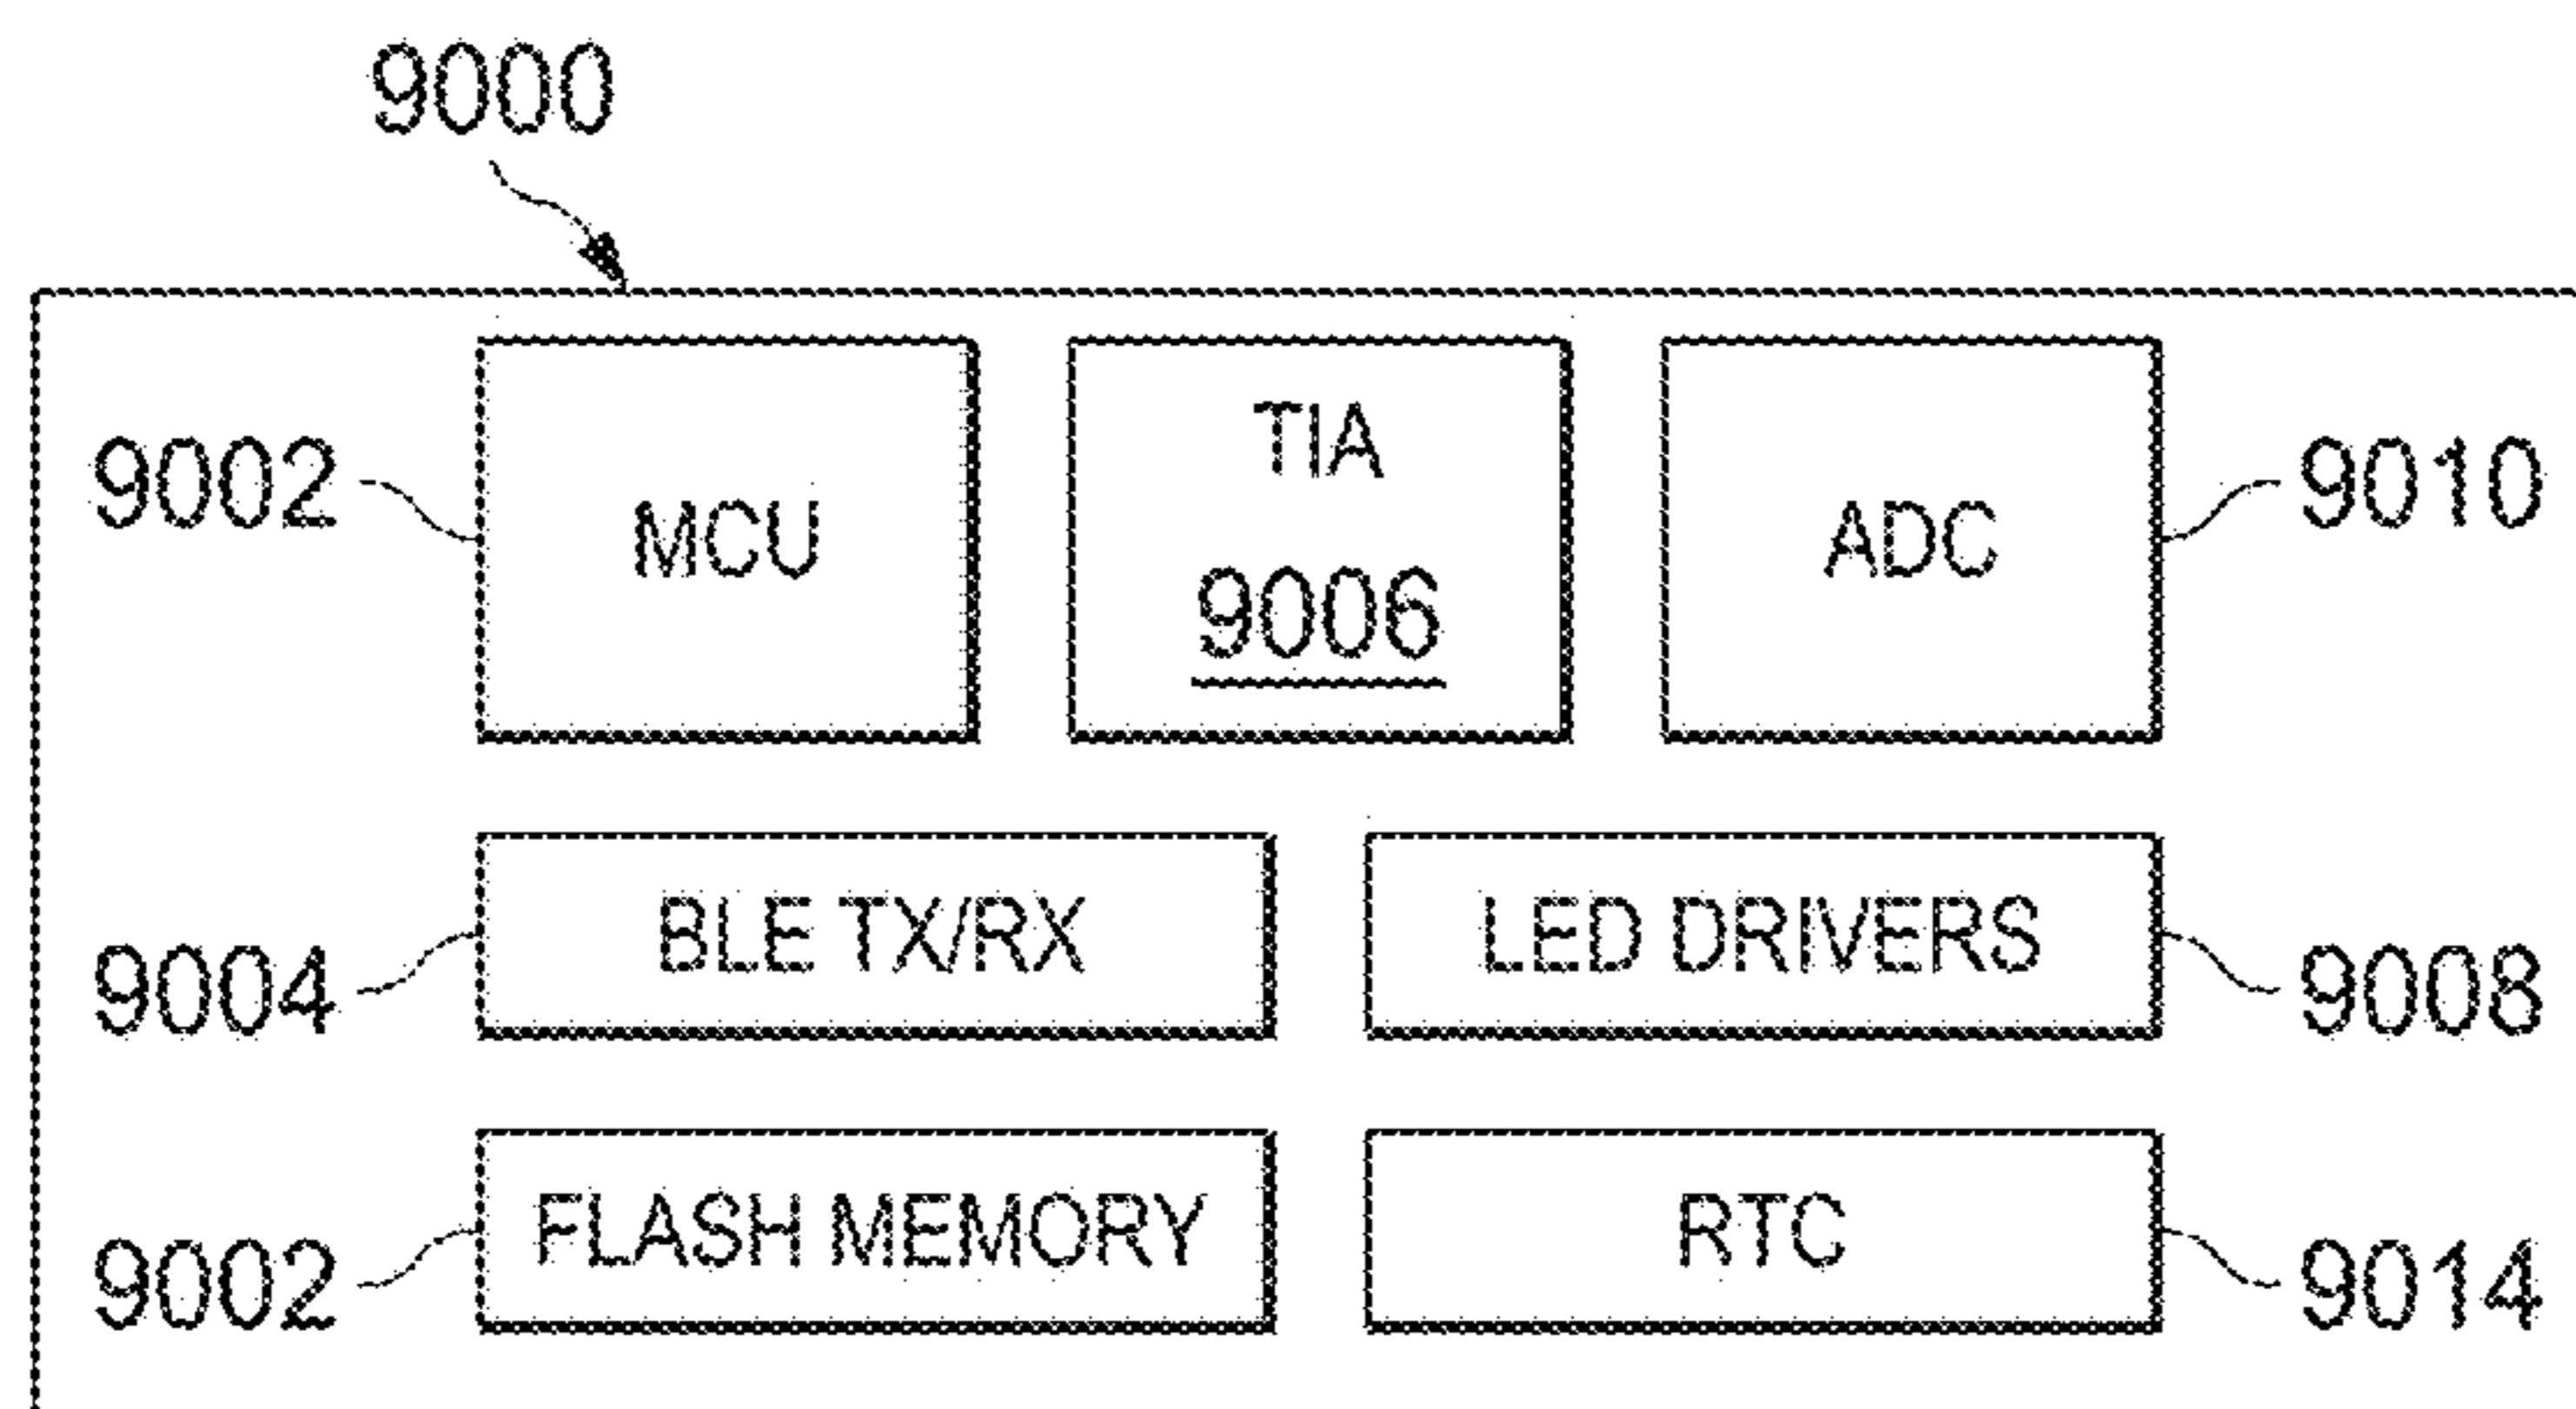 9000
9002 MCU TIA 9006 ADC 9010
9004 BLE TX/RX LED DRIVERS 9008
9002 FLASH MEMORY RTC 9014